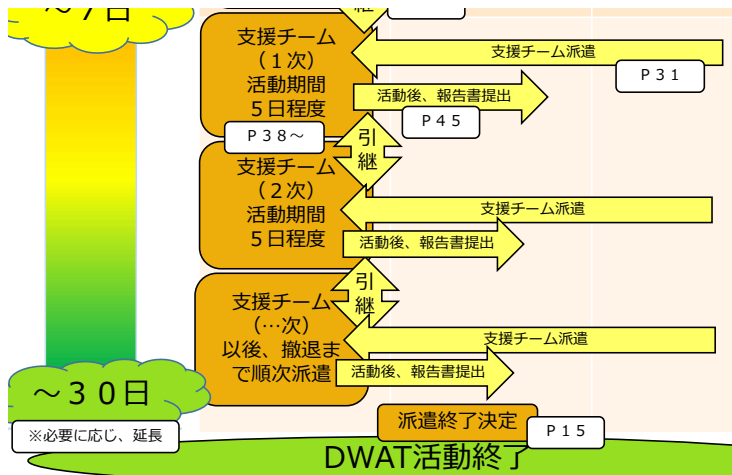 ～７日
引
継
支援チーム
（１次）
活動期間
５日程度
支援チーム派遣
Ｐ３１
活動後、報告書提出
Ｐ４５
Ｐ３８～
引
継
支援チーム
（２次）
活動期間
５日程度
支援チーム派遣
活動後、報告書提出
引
継
支援チーム
（…次）
以後、撤退ま
で順次派遣
支援チーム派遣
活動後、報告書提出
～３０日
※必要に応じ、延長
派遣終了決定
Ｐ１５
DWAT活動終了